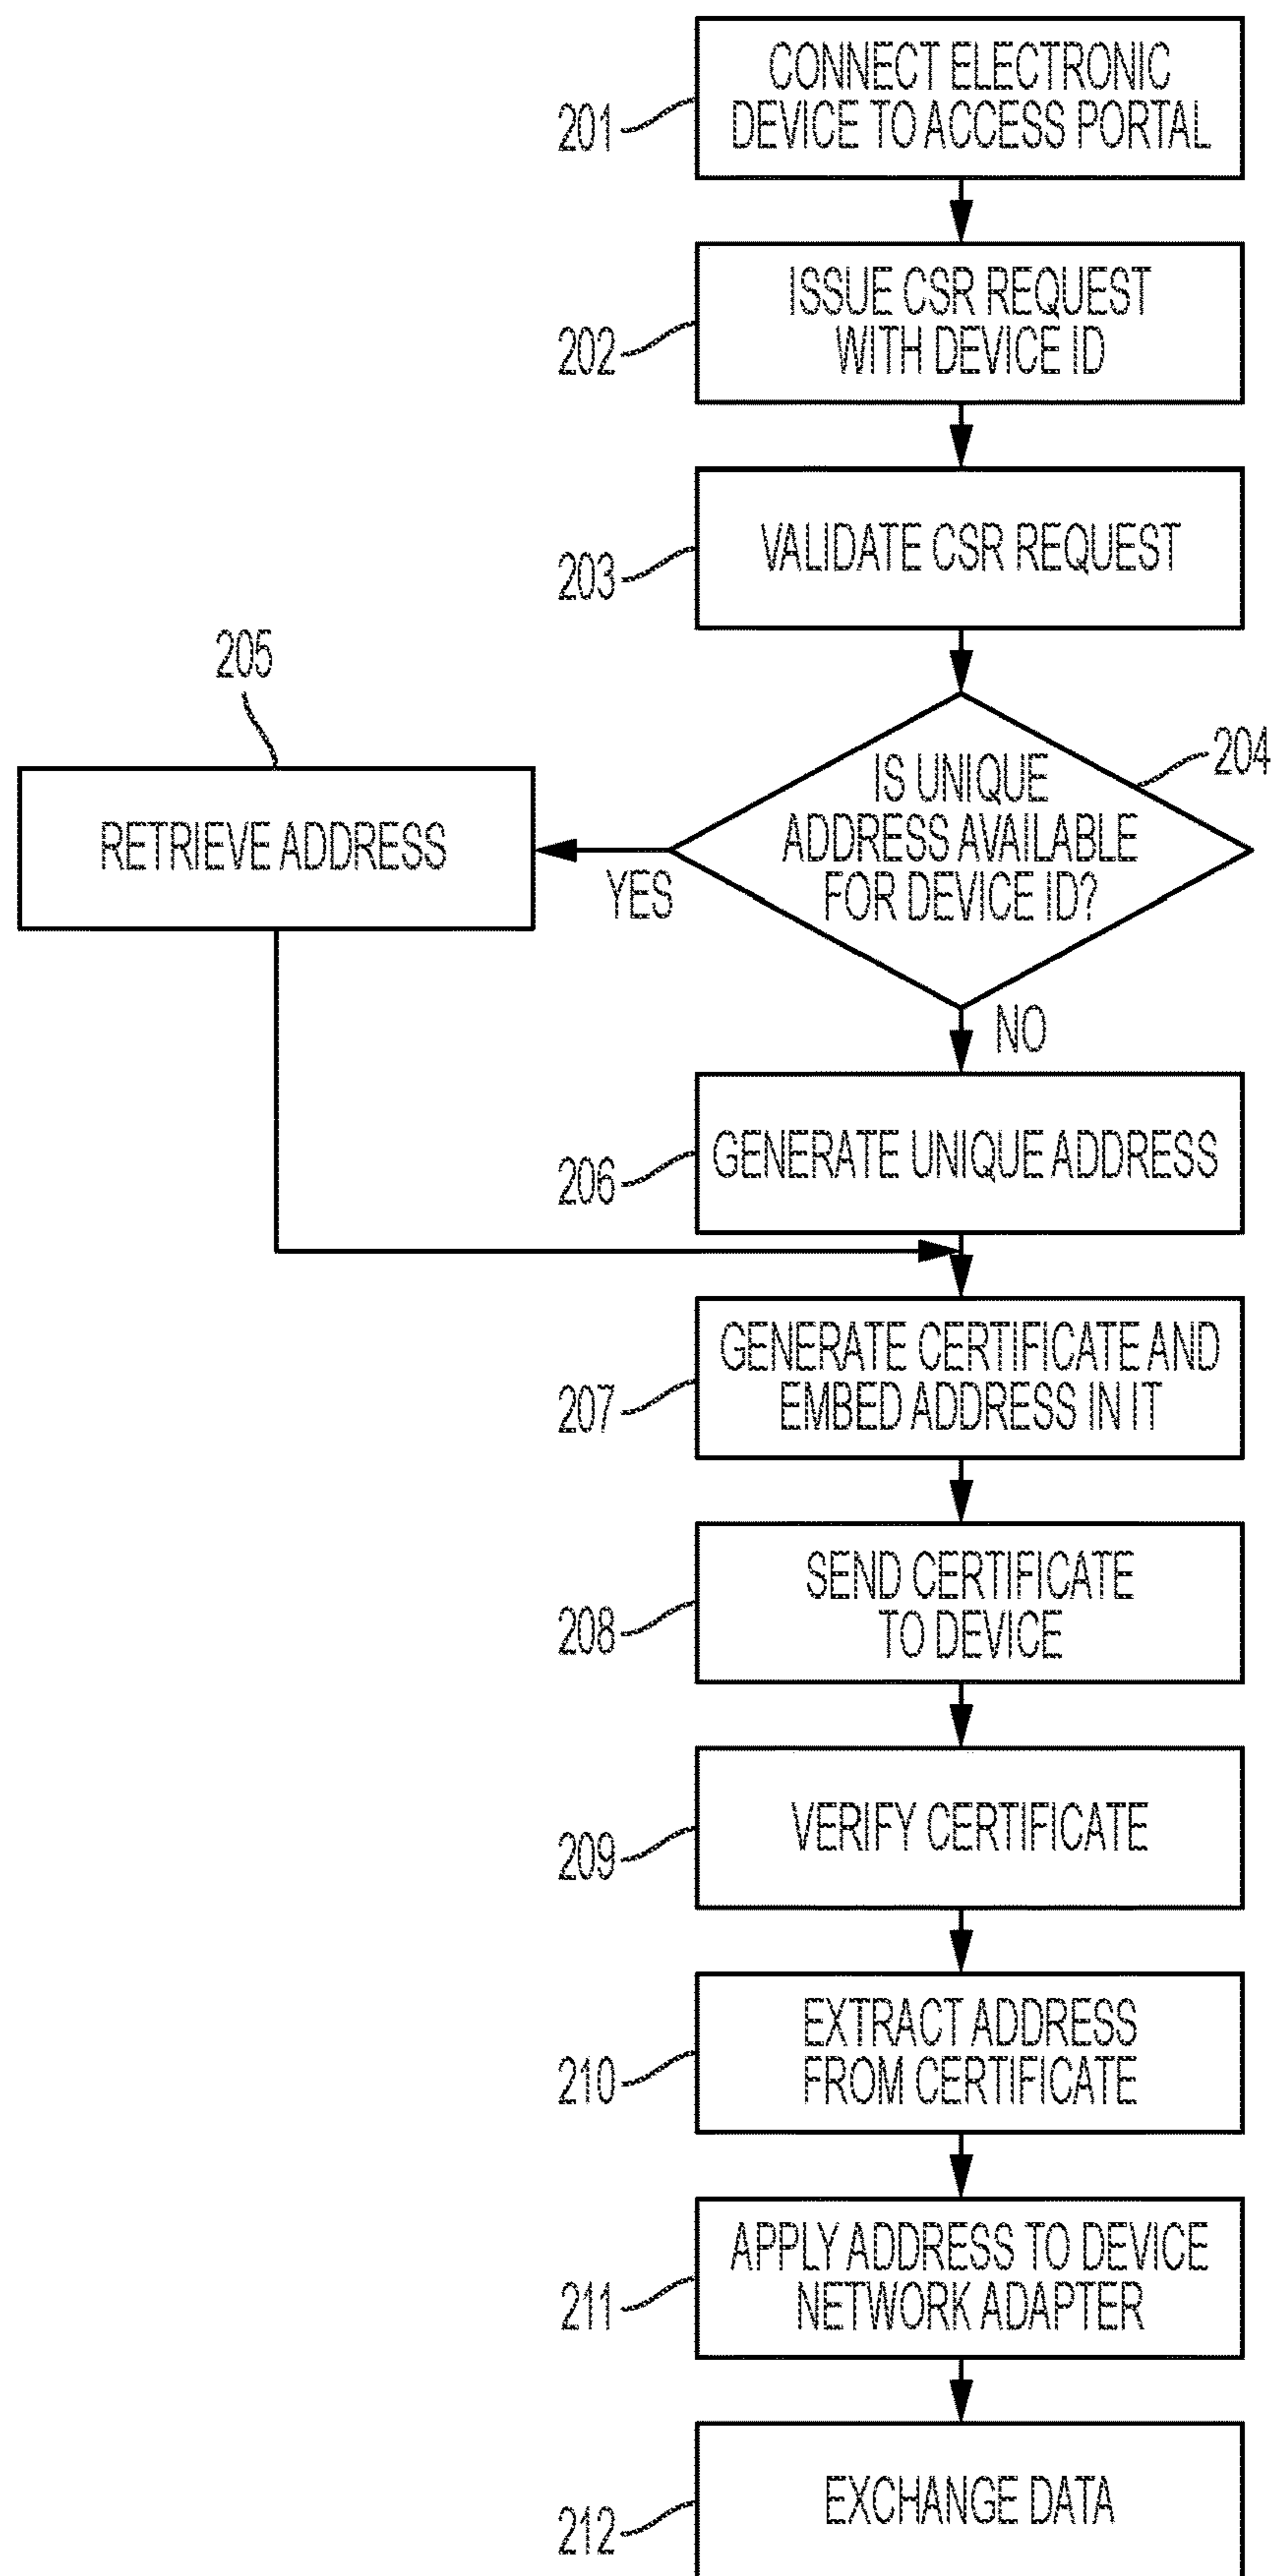 CONNECT ELECTRONIC
DEVICE TO ACCESS PORTAL
201
ISSUE CSR REQUEST
WITH DEVICE ID
202
VALIDATE CSR REQUEST
203
IS UNIQUE
ADDRESS AVAILABLE
FOR DEVICE ID?
204
YES
205
RETRIEVE ADDRESS
NO
GENERATE UNIQUE ADDRESS
206
GENERATE CERTIFICATE AND
EMBED ADDRESS IN IT
207
SEND CERTIFICATE
TO DEVICE
208
VERIFY CERTIFICATE
209
EXTRACT ADDRESS
FROM CERTIFICATE
210
APPLY ADDRESS TO DEVICE
NETWORK ADAPTER
211
EXCHANGE DATA
212